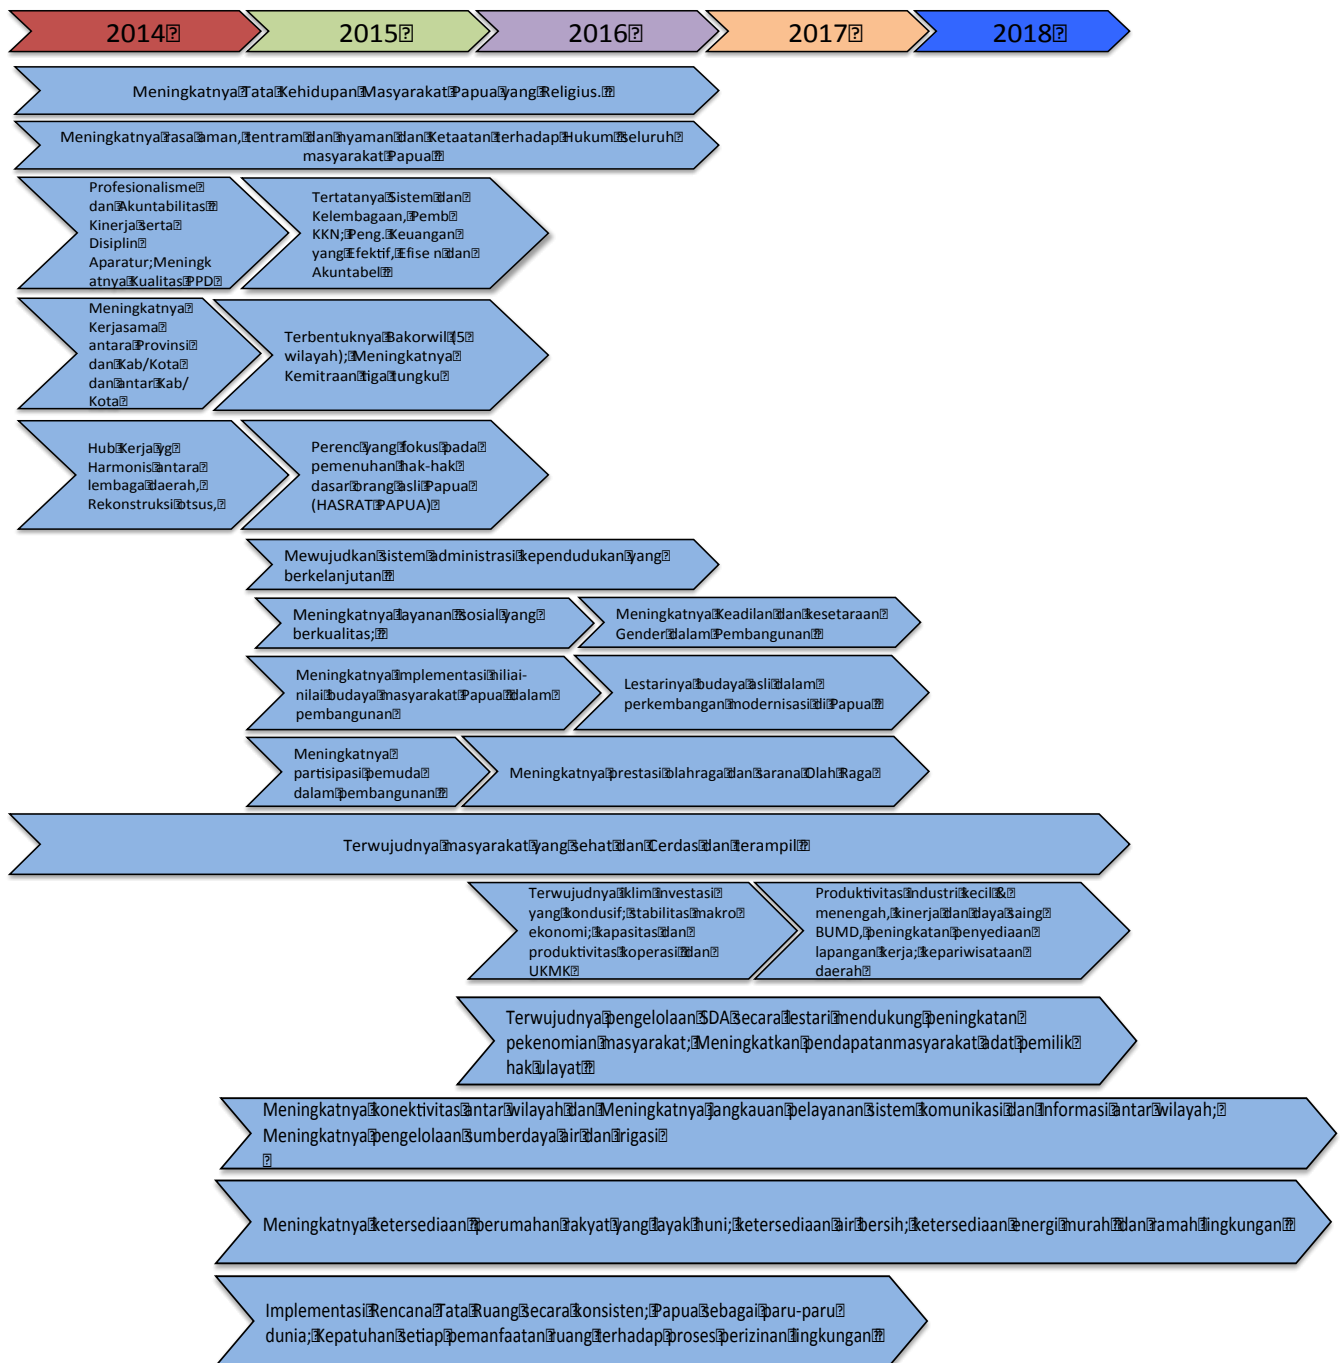 2014
2015
2016
2017
2018
Meningkatnya Tata Kehidupan Masyarakat Papua yang Religius.
Meningkatnya rasa aman, tentram dan nyaman dan Ketaatan terhadap Hukum seluruh
masyarakat Papua
Profesionalisme
dan Akuntabilitas
Kinerja serta
Disiplin
Aparatur;Meningk
atnya Kualitas PPD
Tertatanya Sistem dan
Kelembagaan, Pemb
KKN; Peng. Keuangan
yang Efektif, Efise n dan
Akuntabel
Meningkatnya
Kerjasama
antara Provinsi
dan Kab/Kota
dan antar Kab/
Kota
Terbentuknya Bakorwil (5
wilayah); Meningkatnya
Kemitraan tiga tungku
Hub Kerja yg
Harmonis antara
lembaga daerah,
Rekonstruksi otsus,
Perenc yang fokus pada
pemenuhan hak-hak
dasar orang asli Papua
(HASRAT PAPUA)
Mewujudkan sistem administrasi kependudukan yang
berkelanjutan
Meningkatnya layanan sosial yang
berkualitas;
Meningkatnya Keadilan dan kesetaraan
Gender dalam Pembangunan
Meningkatnya implementasi niliai-
nilai budaya masyarakat Papua dalam
pembangunan
Lestarinya budaya asli dalam
perkembangan modernisasi di Papua
Meningkatnya
partisipasi pemuda
dalam pembangunan
Meningkatnya prestasi olahraga dan sarana Olah Raga
Terwujudnya masyarakat yang sehat dan Cerdas dan terampil
Terwujudnya klim investasi
yang kondusif; stabilitas makro
ekonomi; kapasitas dan
produktivitas koperasi dan
UKMK
Produktivitas industri kecil &
menengah, kinerja dan daya saing
BUMD, peningkatan penyediaan
lapangan kerja; kepariwisataan
daerah
Terwujudnya pengelolaan SDA secara lestari mendukung peningkatan
pekenomian masyarakat; Meningkatkan pendapatanmasyarakat adat pemilik
hak ulayat
Meningkatnya konektivitas antar wilayah dan Meningkatnya jangkauan pelayanan sistem komunikasi dan Informasi antar wilayah;
Meningkatnya pengelolaan sumberdaya air dan irigasi
Meningkatnya ketersediaan perumahan rakyat yang layak huni; ketersediaan air bersih; ketersediaan energi murah dan ramah lingkungan
Implementasi Rencana Tata Ruang secara konsisten; Papua sebagai paru-paru
dunia; Kepatuhan setiap pemanfaatan ruang terhadap proses perizinan lingkungan